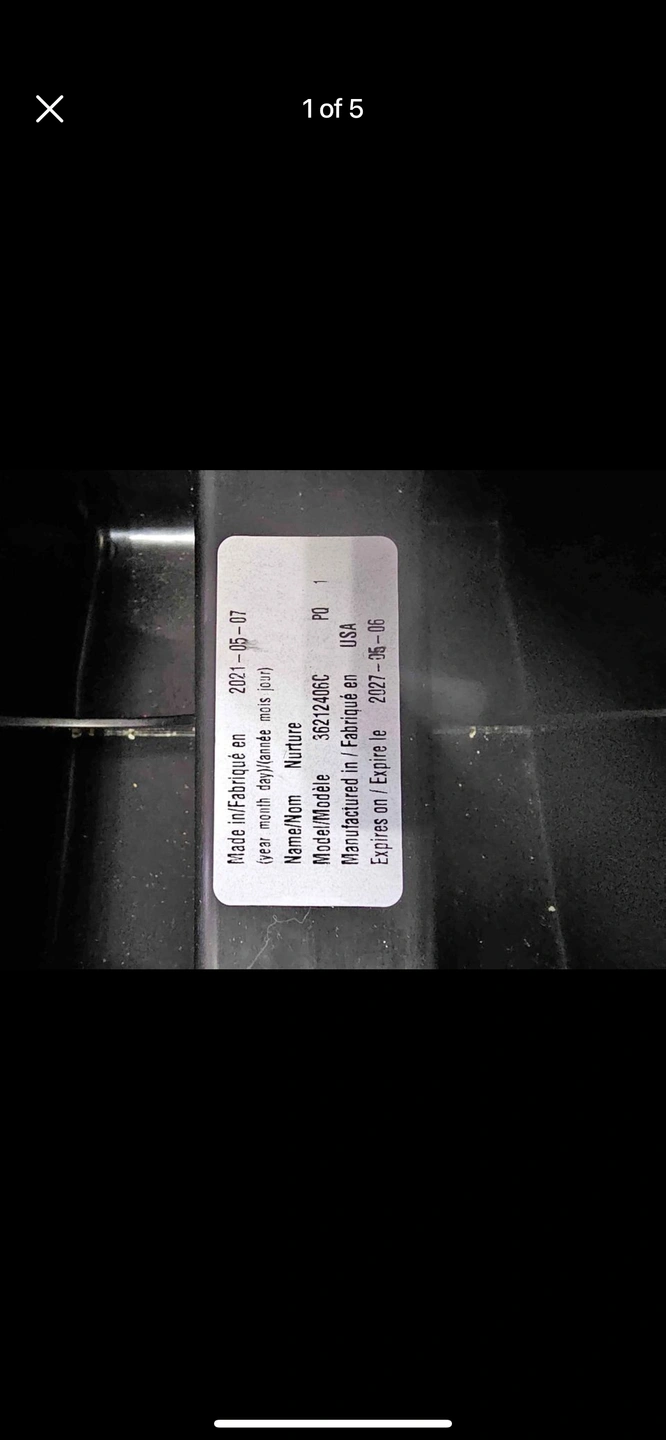 1 of 5
Made in/Fabriqué en 2021-05-07
(year month day)/(année mois jour)
Name/Nom Nurture
Model/Modèle 36212406C PQ 1
Manufactured in / Fabriqué en USA
Expires on / Expire le 2027-05-06